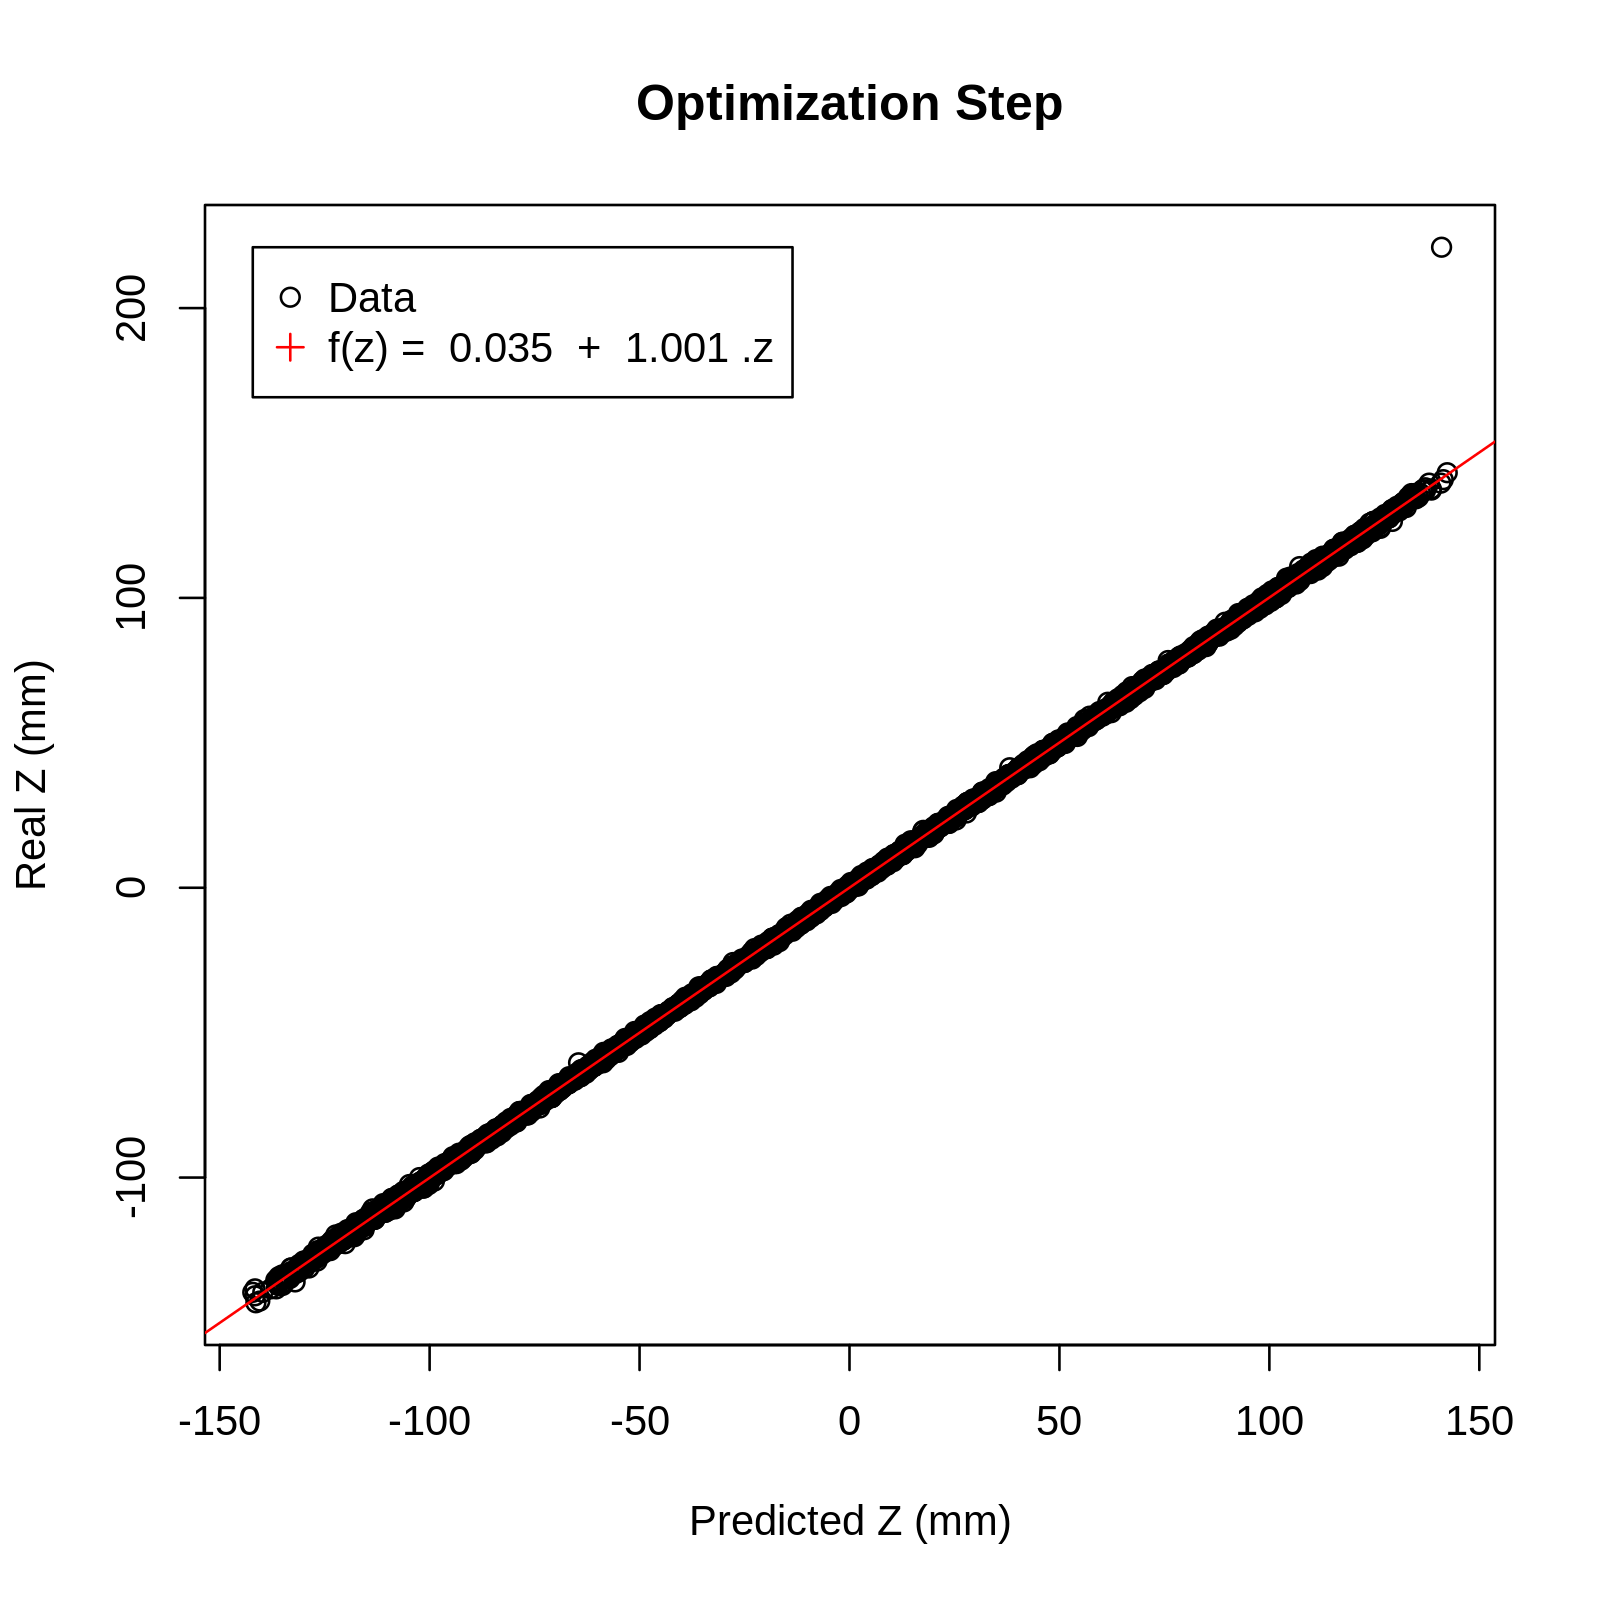 Optimization Step
Data
f(z) = 0.035 + 1.001 .z
Real Z (mm)
200
100
0
-100
-150 -100 -50 0 50 100 150
Predicted Z (mm)